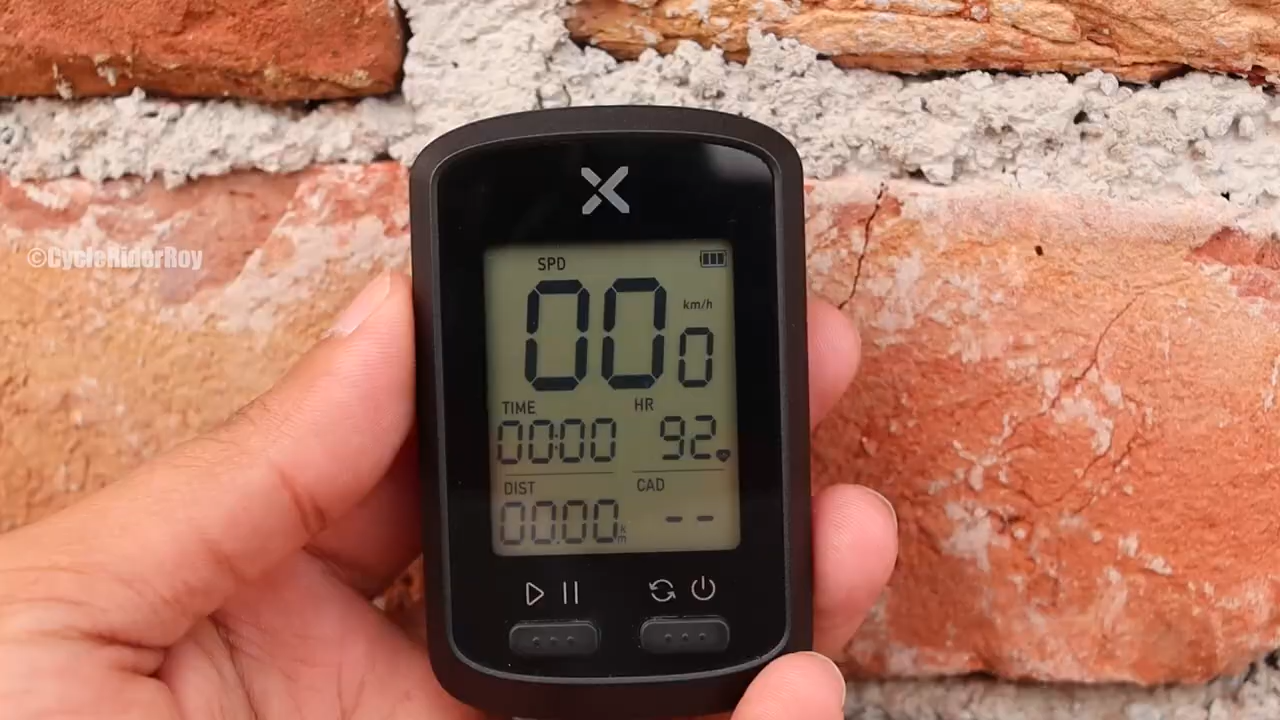 ©CycleRiderRoy
SPD
00 0 km/h
TIME HR
00:00 92
DIST CAD
00.00 km --